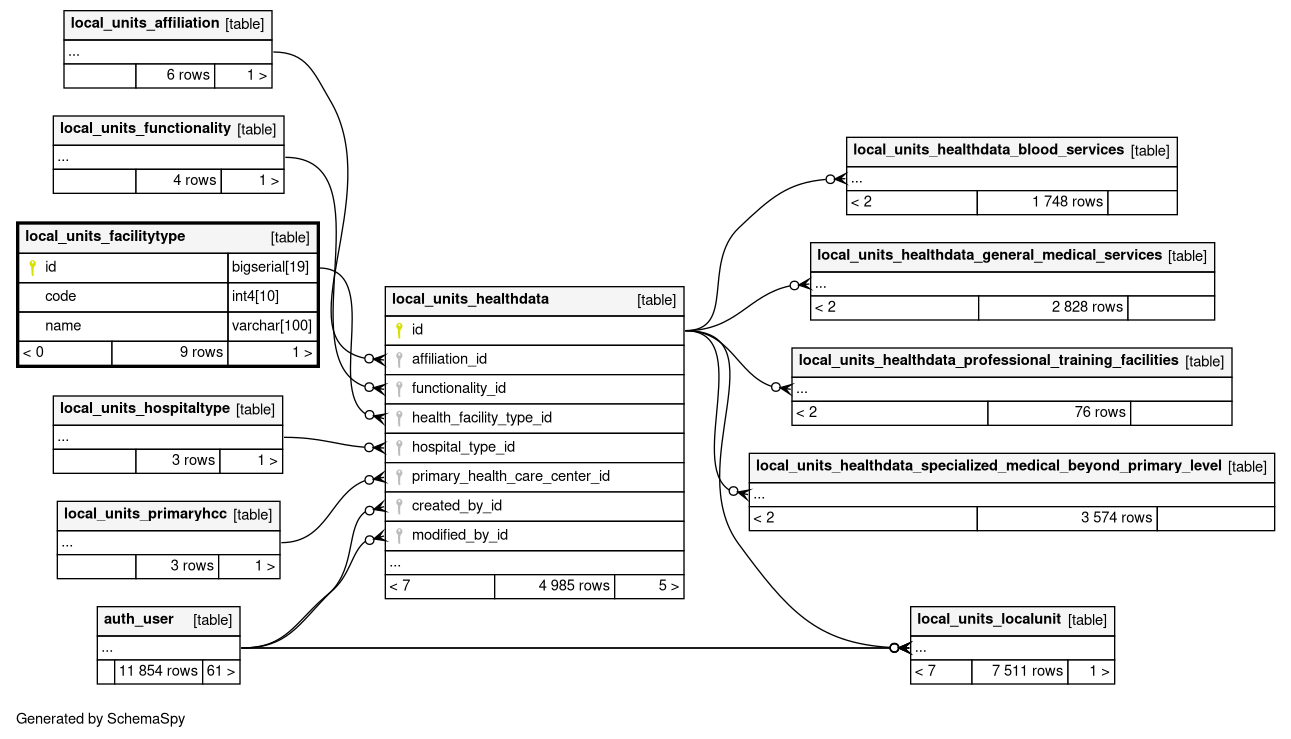 local_units_affiliation [table]
...
6 rows 1 >
local_units_functionality [table]
...
4 rows 1 >
local_units_facilitytype [table]
id bigserial[19]
code int4[10]
name varchar[100]
< 0 9 rows 1 >
local_units_hospitaltype [table]
...
3 rows 1 >
local_units_primaryhcc [table]
...
3 rows 1 >
auth_user [table]
...
11 854 rows 61 >
local_units_healthdata [table]
id
affiliation_id
functionality_id
health_facility_type_id
hospital_type_id
primary_health_care_center_id
created_by_id
modified_by_id
...
< 7 4 985 rows 5 >
local_units_healthdata_blood_services [table]
...
< 2 1 748 rows
local_units_healthdata_general_medical_services [table]
...
< 2 2 828 rows
local_units_healthdata_professional_training_facilities [table]
...
< 2 76 rows
local_units_healthdata_specialized_medical_beyond_primary_level [table]
...
< 2 3 574 rows
local_units_localunit [table]
...
< 7 7 511 rows 1 >
Generated by SchemaSpy